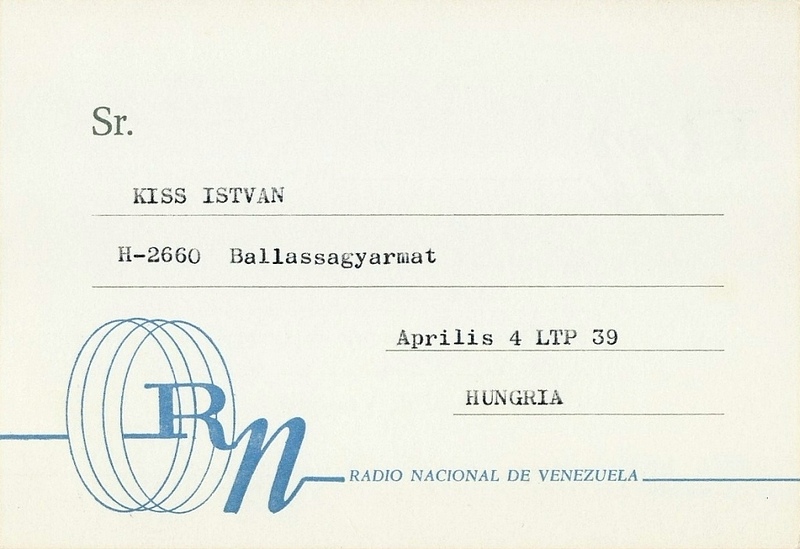 Sr.
KISS ISTVAN
H-2660 Ballassagyarmat
Aprilis 4 LTP 39
HUNGRIA
Rn
RADIO NACIONAL DE VENEZUELA